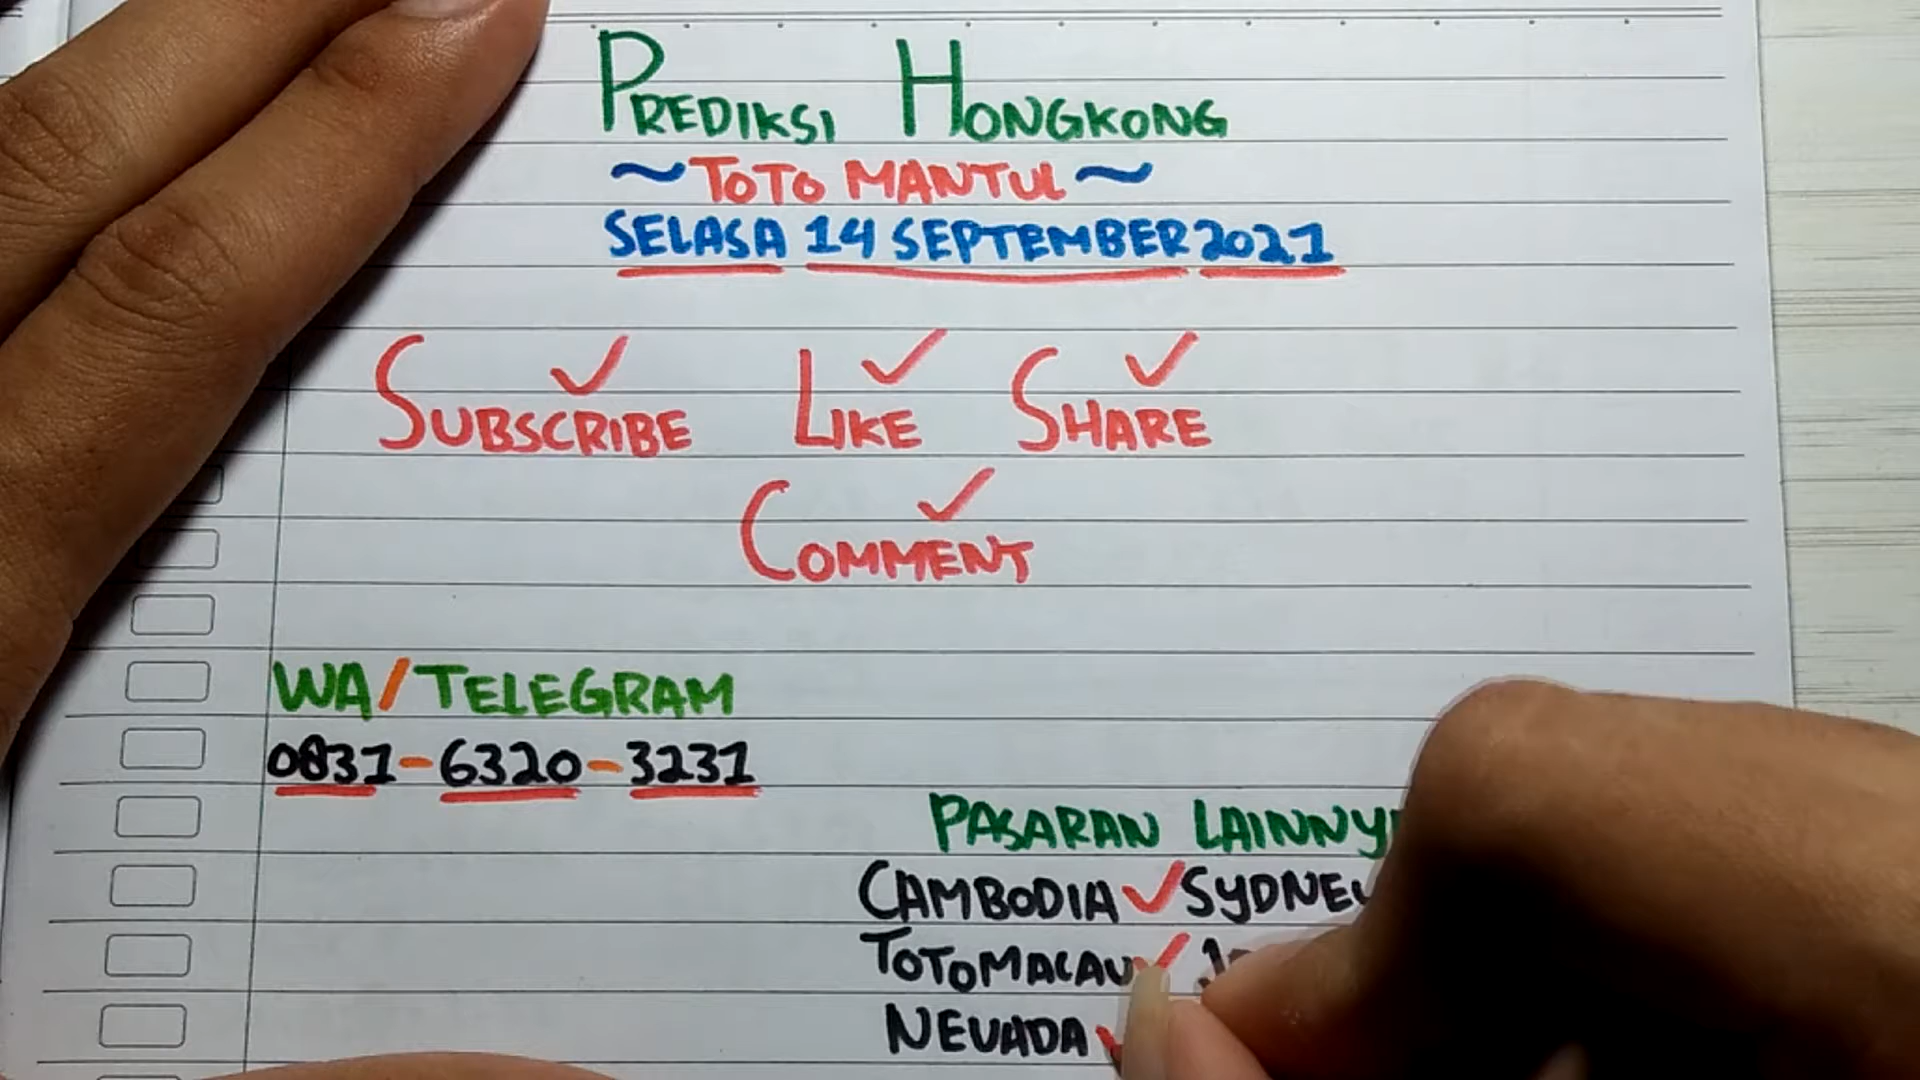 PREDIKSI HONGKONG
~TOTO MANTUL~
SELASA 14 SEPTEMBER 2021
SUBSCRIBE ✓ LIKE ✓ SHARE ✓
COMMENT ✓
WA/TELEGRAM
0831-6320-3231
PASARAN
CAMBODIA ✓
TOTOMACAU ✓
NEVADA